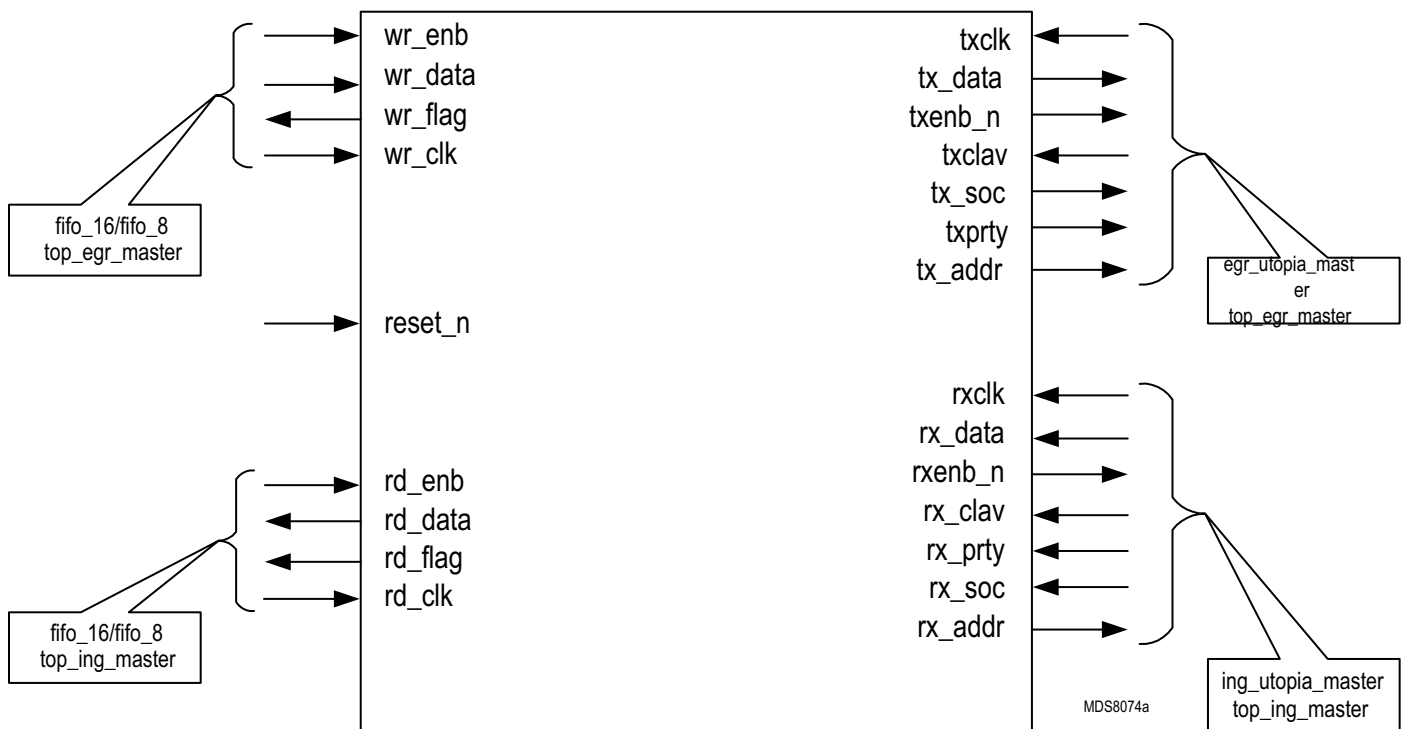 wr_enb
wr_data
wr_flag
wr_clk
fifo_16/fifo_8
top_egr_master
reset_n
rd_enb
rd_data
rd_flag
rd_clk
fifo_16/fifo_8
top_ing_master
txclk
tx_data
txenb_n
txclav
tx_soc
txprty
tx_addr
egr_utopia_mast
er
top_egr_master
rxclk
rx_data
rxenb_n
rx_clav
rx_prty
rx_soc
rx_addr
ing_utopia_master
top_ing_master
MDS8074a